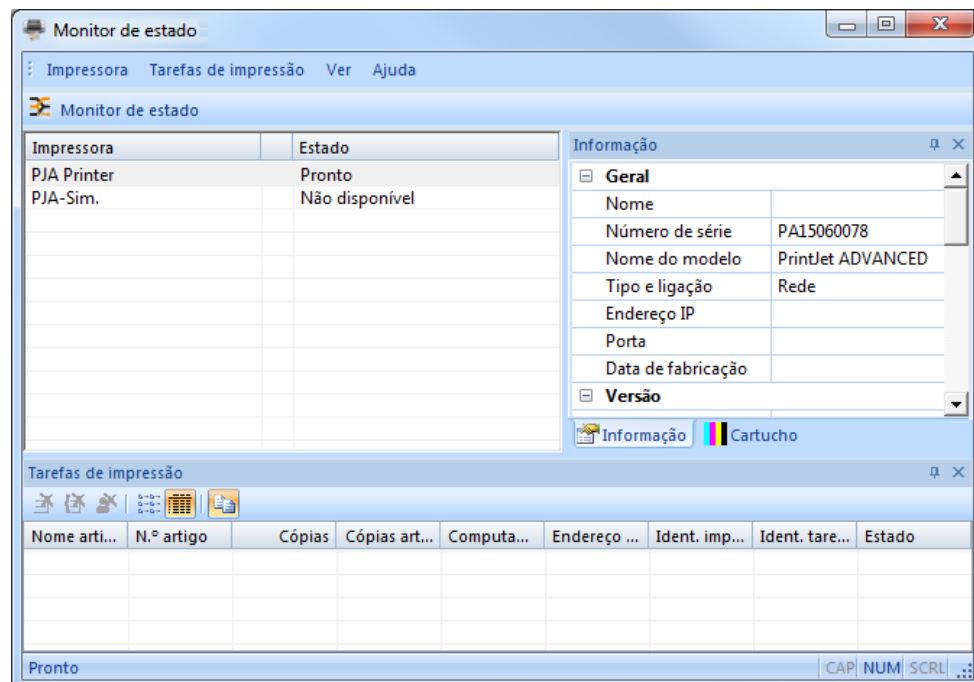 Monitor de estado
Impressora Tarefas de impressão Ver Ajuda
Monitor de estado
Impressora Estado
PJA Printer Pronto
PJA-Sim. Não disponível
Informação
Geral
Nome
Número de série PA15060078
Nome do modelo PrintJet ADVANCED
Tipo e ligação Rede
Endereço IP
Porta
Data de fabricação
Versão
Informação Cartucho
Tarefas de impressão
Nome arti... N.º artigo Cópias Cópias art... Computa... Endereço ... Ident. imp... Ident. tare... Estado
Pronto CAP NUM SCRL